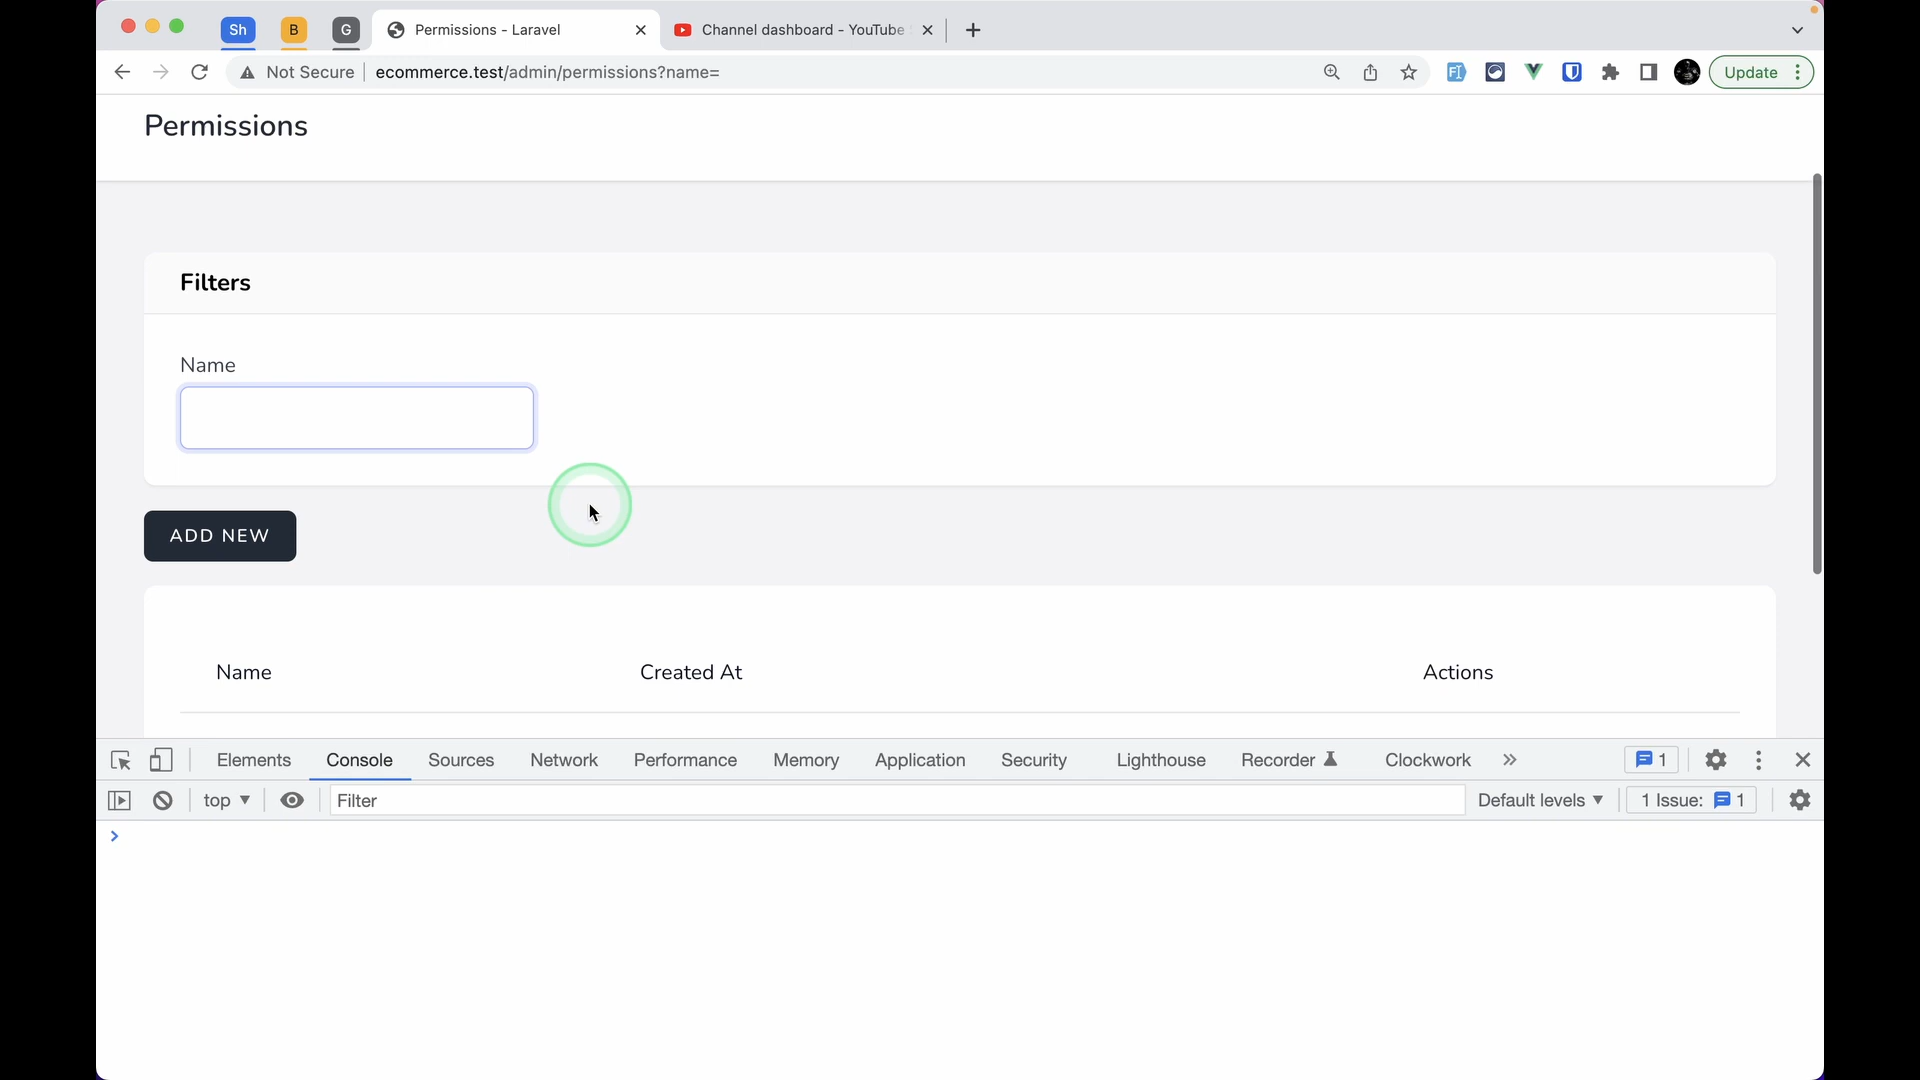 Sh
B
G
Permissions - Laravel
Channel dashboard - YouTube
Not Secure
ecommerce.test/admin/permissions?name=
Update
Permissions
Filters
Name
ADD NEW
Name Created At Actions
Elements Console Sources Network Performance Memory Application Security Lighthouse Recorder Clockwork 1
top Filter Default levels 1 Issue: 1